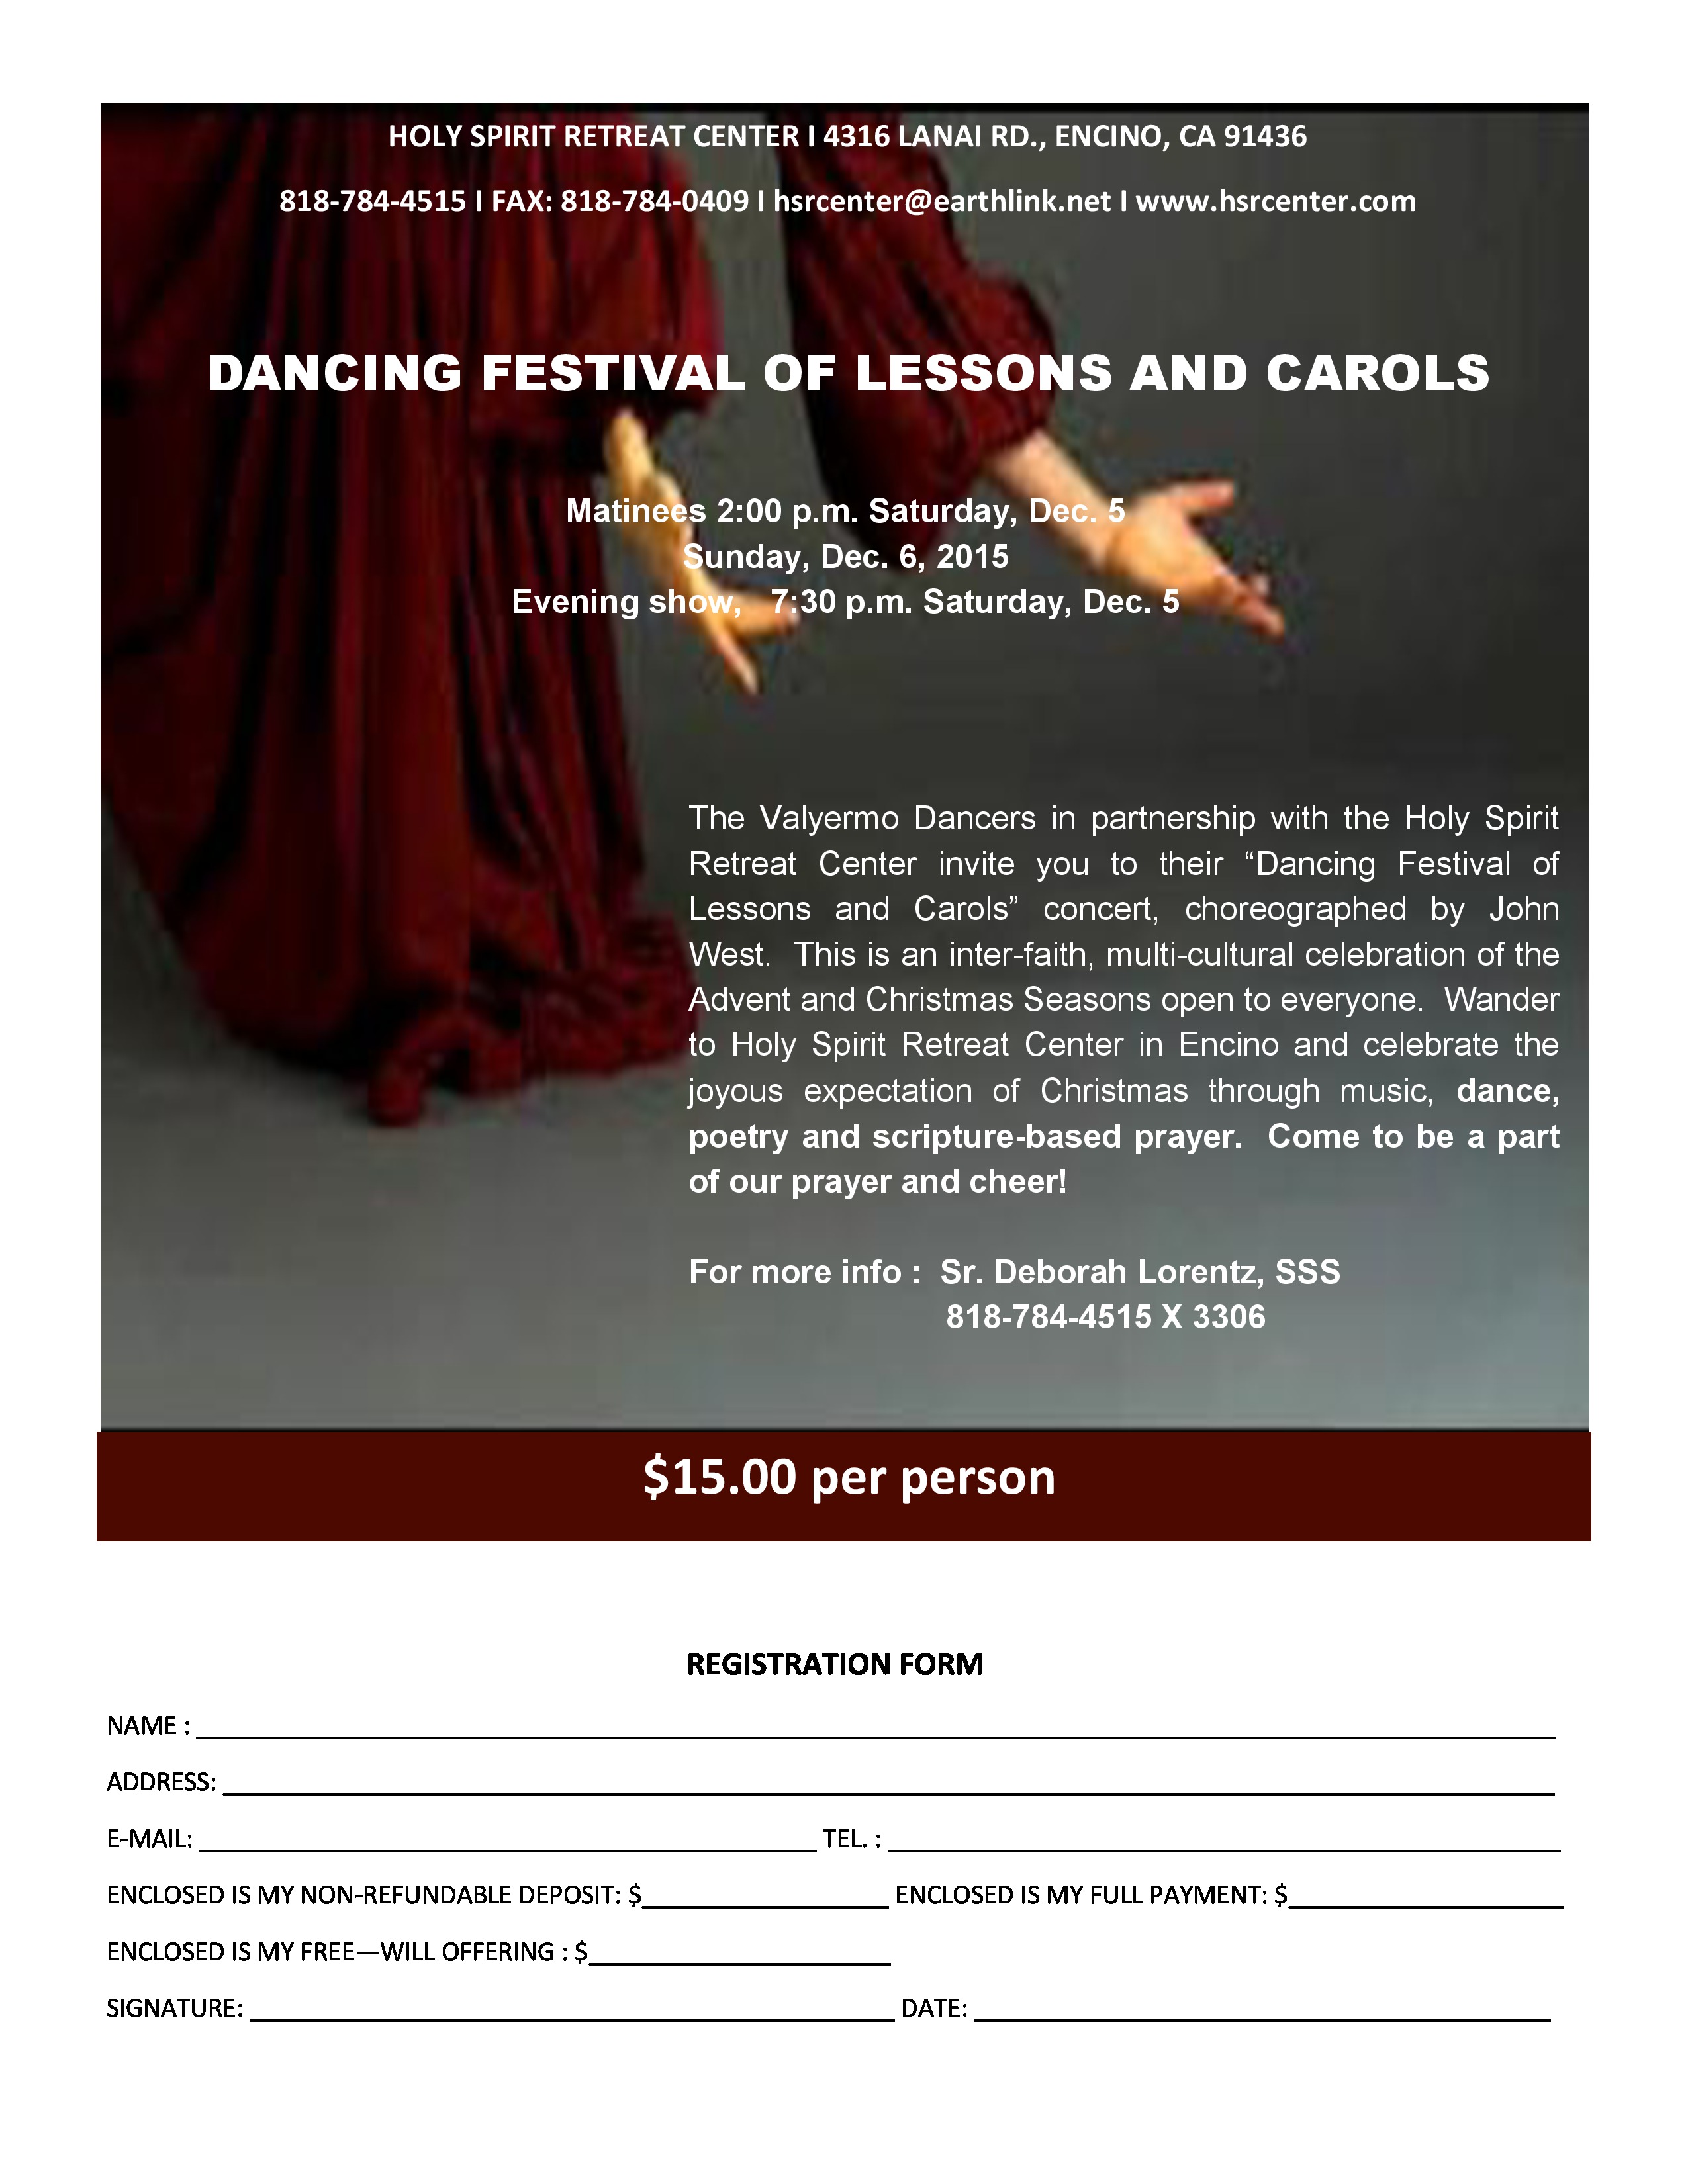 HOLY SPIRIT RETREAT CENTER I 4316 LANAI RD., ENCINO, CA 91436
818-784-4515 I FAX: 818-784-0409 I hsrcenter@earthlink.net I www.hsrcenter.com
DANCING FESTIVAL OF LESSONS AND CAROLS
Matinees 2:00 p.m. Saturday, Dec. 5
Sunday, Dec. 6, 2015
Evening show,   7:30 p.m. Saturday, Dec. 5
The Valyermo Dancers in partnership with the Holy Spirit
Retreat Center invite you to their “Dancing Festival of
Lessons and Carols” concert, choreographed by John
West.  This is an inter-faith, multi-cultural celebration of the
Advent and Christmas Seasons open to everyone.  Wander
to Holy Spirit Retreat Center in Encino and celebrate the
joyous expectation of Christmas through music, dance,
poetry and scripture-based prayer.  Come to be a part
of our prayer and cheer!
For more info :  Sr. Deborah Lorentz, SSS
818-784-4515 X 3306
$15.00 per person
REGISTRATION FORM
NAME :
ADDRESS:
E-MAIL: TEL. :
ENCLOSED IS MY NON-REFUNDABLE DEPOSIT: $ ENCLOSED IS MY FULL PAYMENT: $
ENCLOSED IS MY FREE—WILL OFFERING : $
SIGNATURE: DATE: